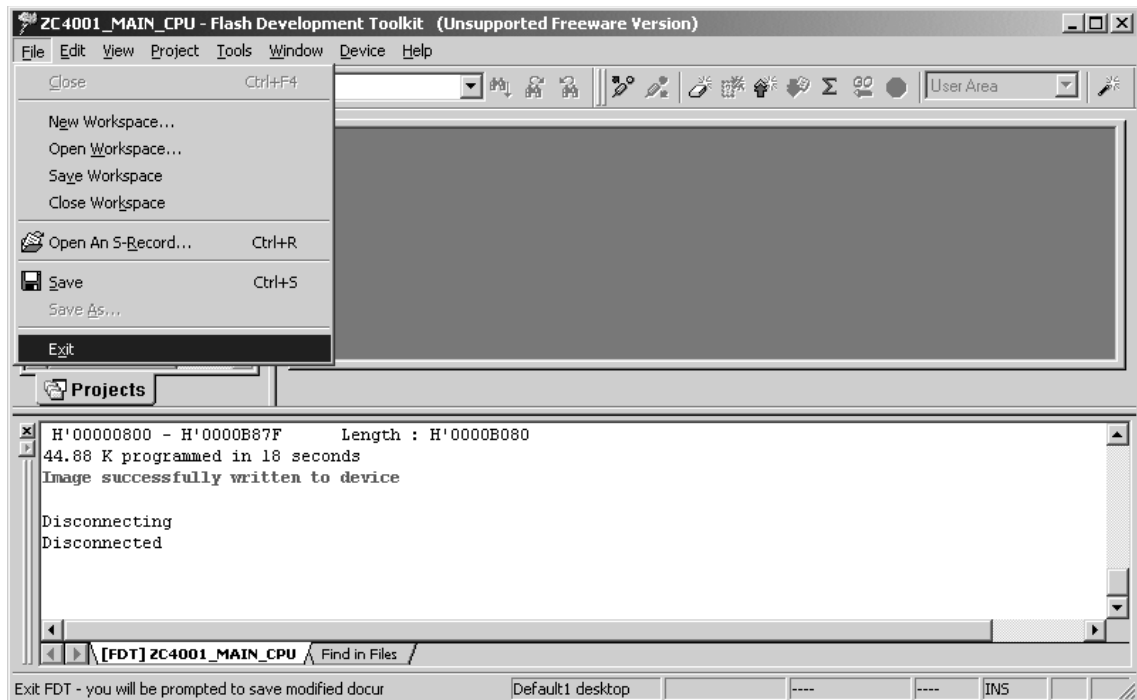 ZC4001_MAIN_CPU - Flash Development Toolkit (Unsupported Freeware Version)
File Edit View Project Tools Window Device Help
Close Ctrl+F4
User Area
New Workspace...
Open Workspace...
Save Workspace
Close Workspace
Open An S-Record... Ctrl+R
Save Ctrl+S
Save As...
Exit
Projects
H'00000800 - H'0000B87F Length : H'0000B080
44.88 K programmed in 18 seconds
Image successfully written to device
Disconnecting
Disconnected
[FDT] ZC4001_MAIN_CPU Find in Files
Exit FDT - you will be prompted to save modified docur Default1 desktop ---- ---- INS